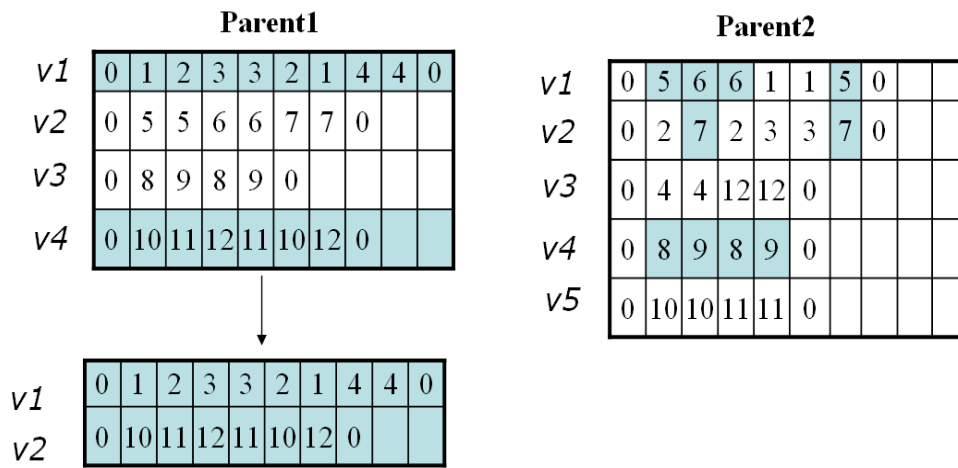 Parent1
v1 0 1 2 3 3 2 1 4 4 0
v2 0 5 5 6 6 7 7 0
v3 0 8 9 8 9 0
v4 0 10 11 12 11 10 12 0
v1 0 1 2 3 3 2 1 4 4 0
v2 0 10 11 12 11 10 12 0
Parent2
v1 0 5 6 6 1 1 5 0
v2 0 2 7 2 3 3 7 0
v3 0 4 4 12 12 0
v4 0 8 9 8 9 0
v5 0 10 10 11 11 0